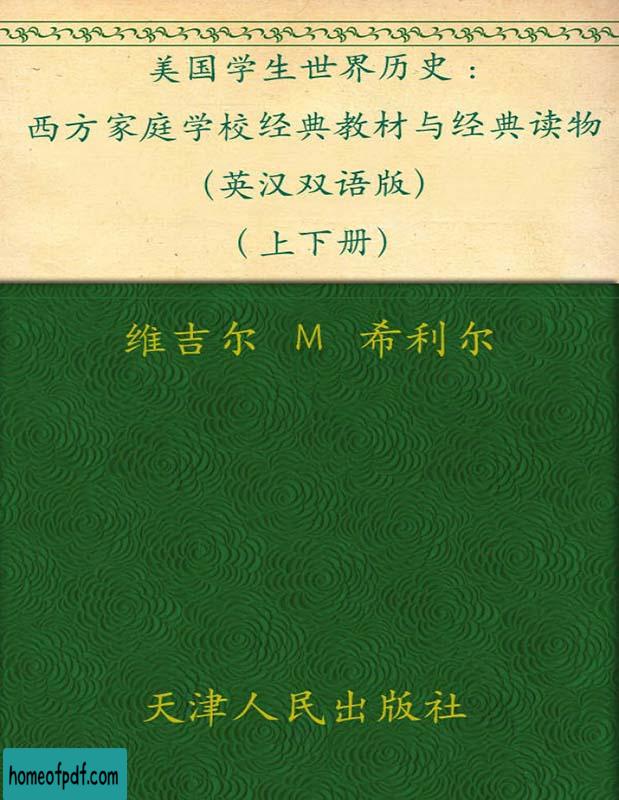 美国学生世界历史：
西方家庭学校经典教材与经典读物
（英汉双语版）
（上下册）
维吉尔 M 希利尔
天津人民出版社
homeofpdf.com